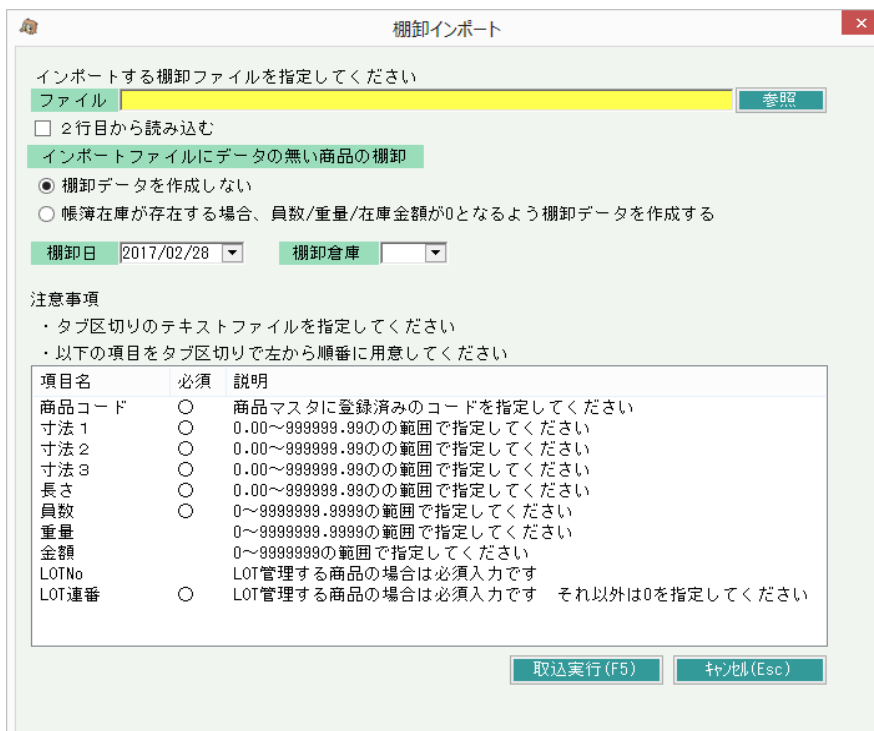 棚卸インポート
×
インポートする棚卸ファイルを指定してください
ファイル 参照
２行目から読み込む
インポートファイルにデータの無い商品の棚卸
棚卸データを作成しない
帳簿在庫が存在する場合、員数/重量/在庫金額が0となるよう棚卸データを作成する
棚卸日 2017/02/28 棚卸倉庫
注意事項
・タブ区切りのテキストファイルを指定してください
・以下の項目をタブ区切りで左から順番に用意してください
項目名 必須 説明
商品コード ○ 商品マスタに登録済みのコードを指定してください
寸法１ ○ 0.00～999999.99のの範囲で指定してください
寸法２ ○ 0.00～999999.99のの範囲で指定してください
寸法３ ○ 0.00～999999.99のの範囲で指定してください
長さ ○ 0.00～999999.99のの範囲で指定してください
員数 ○ 0～9999999.9999の範囲で指定してください
重量 0～9999999.9999の範囲で指定してください
金額 0～9999999の範囲で指定してください
LOTNo LOT管理する商品の場合は必須入力です
LOT連番 ○ LOT管理する商品の場合は必須入力です　それ以外は0を指定してください
取込実行(F5) ｷｬﾝｾﾙ(Esc)